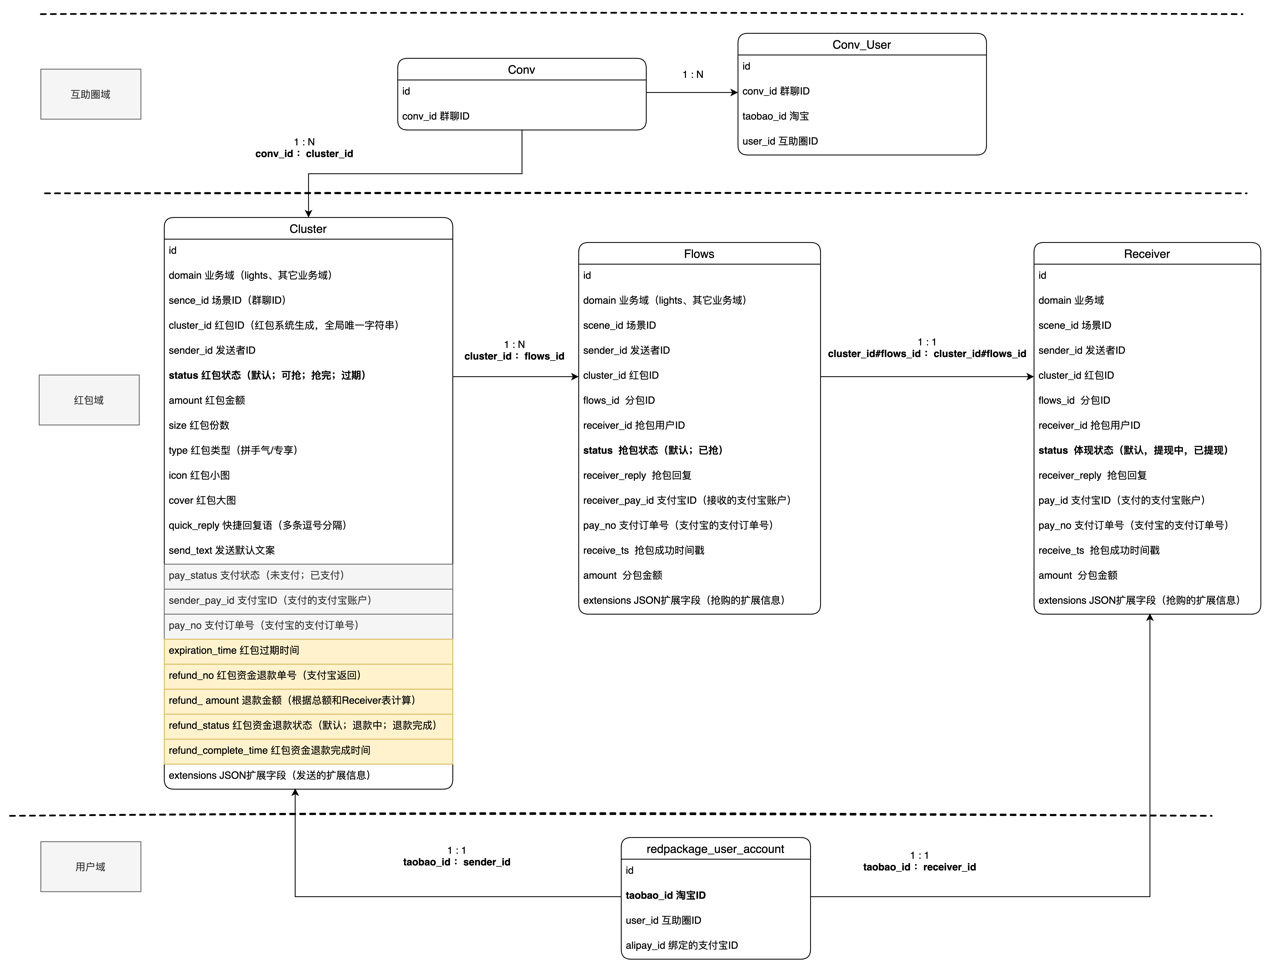 互助圈域
Conv
id
conv_id 群聊ID
1 : N
Conv_User
id
conv_id 群聊ID
taobao_id 淘宝
user_id 互助圈ID
1 : N
conv_id： cluster_id
红包域
Cluster
id
domain 业务域（lights、其它业务域）
sence_id 场景ID（群聊ID）
cluster_id 红包ID（红包系统生成，全局唯一字符串）
sender_id 发送者ID
status 红包状态（默认；可抢；抢完；过期）
amount 红包金额
size 红包份数
type 红包类型（拼手气/专享）
icon 红包小图
cover 红包大图
quick_reply 快捷回复语（多条逗号分隔）
send_text 发送默认文案
pay_status 支付状态（未支付；已支付）
sender_pay_id 支付宝ID（支付的支付宝账户）
pay_no 支付订单号（支付宝的支付订单号）
expiration_time 红包过期时间
refund_no 红包资金退款单号（支付宝返回）
refund_ amount 退款金额（根据总额和Receiver表计算）
refund_status 红包资金退款状态（默认；退款中；退款完成）
refund_complete_time 红包资金退款完成时间
extensions JSON扩展字段（发送的扩展信息）
1 : N
cluster_id： flows_id
Flows
id
domain 业务域（lights、其它业务域）
scene_id 场景ID
sender_id 发送者ID
cluster_id 红包ID
flows_id 分包ID
receiver_id 抢包用户ID
status 抢包状态（默认；已抢）
receiver_reply 抢包回复
receiver_pay_id 支付宝ID（接收的支付宝账户）
pay_no 支付订单号（支付宝的支付订单号）
receive_ts 抢包成功时间戳
amount 分包金额
extensions JSON扩展字段（抢购的扩展信息）
1 : 1
cluster_id#flows_id： cluster_id#flows_id
Receiver
id
domain 业务域
scene_id 场景ID
sender_id 发送者ID
cluster_id 红包ID
flows_id 分包ID
receiver_id 抢包用户ID
status 体现状态（默认，提现中，已提现）
receiver_reply 抢包回复
pay_id 支付宝ID（支付的支付宝账户）
pay_no 支付订单号（支付宝的支付订单号）
receive_ts 抢包成功时间戳
amount 分包金额
extensions JSON扩展字段（抢购的扩展信息）
用户域
1 : 1
taobao_id： sender_id
redpackage_user_account
id
taobao_id 淘宝ID
user_id 互助圈ID
alipay_id 绑定的支付宝ID
1 : 1
taobao_id： receiver_id